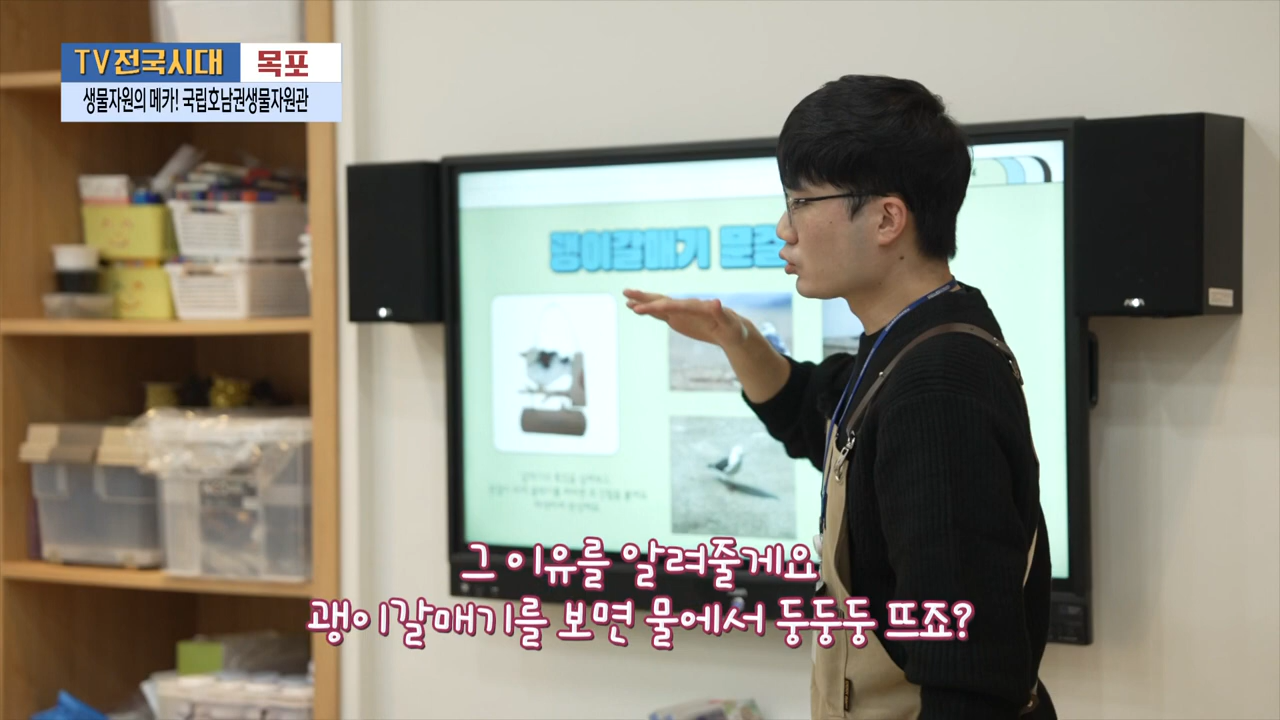 TV전국시대 목포
생물자원의 메카! 국립호남권생물자원관
괭이갈매기
그 이유를 알려줄게요
괭이갈매기를 보면 물에서 둥둥둥 뜨죠?